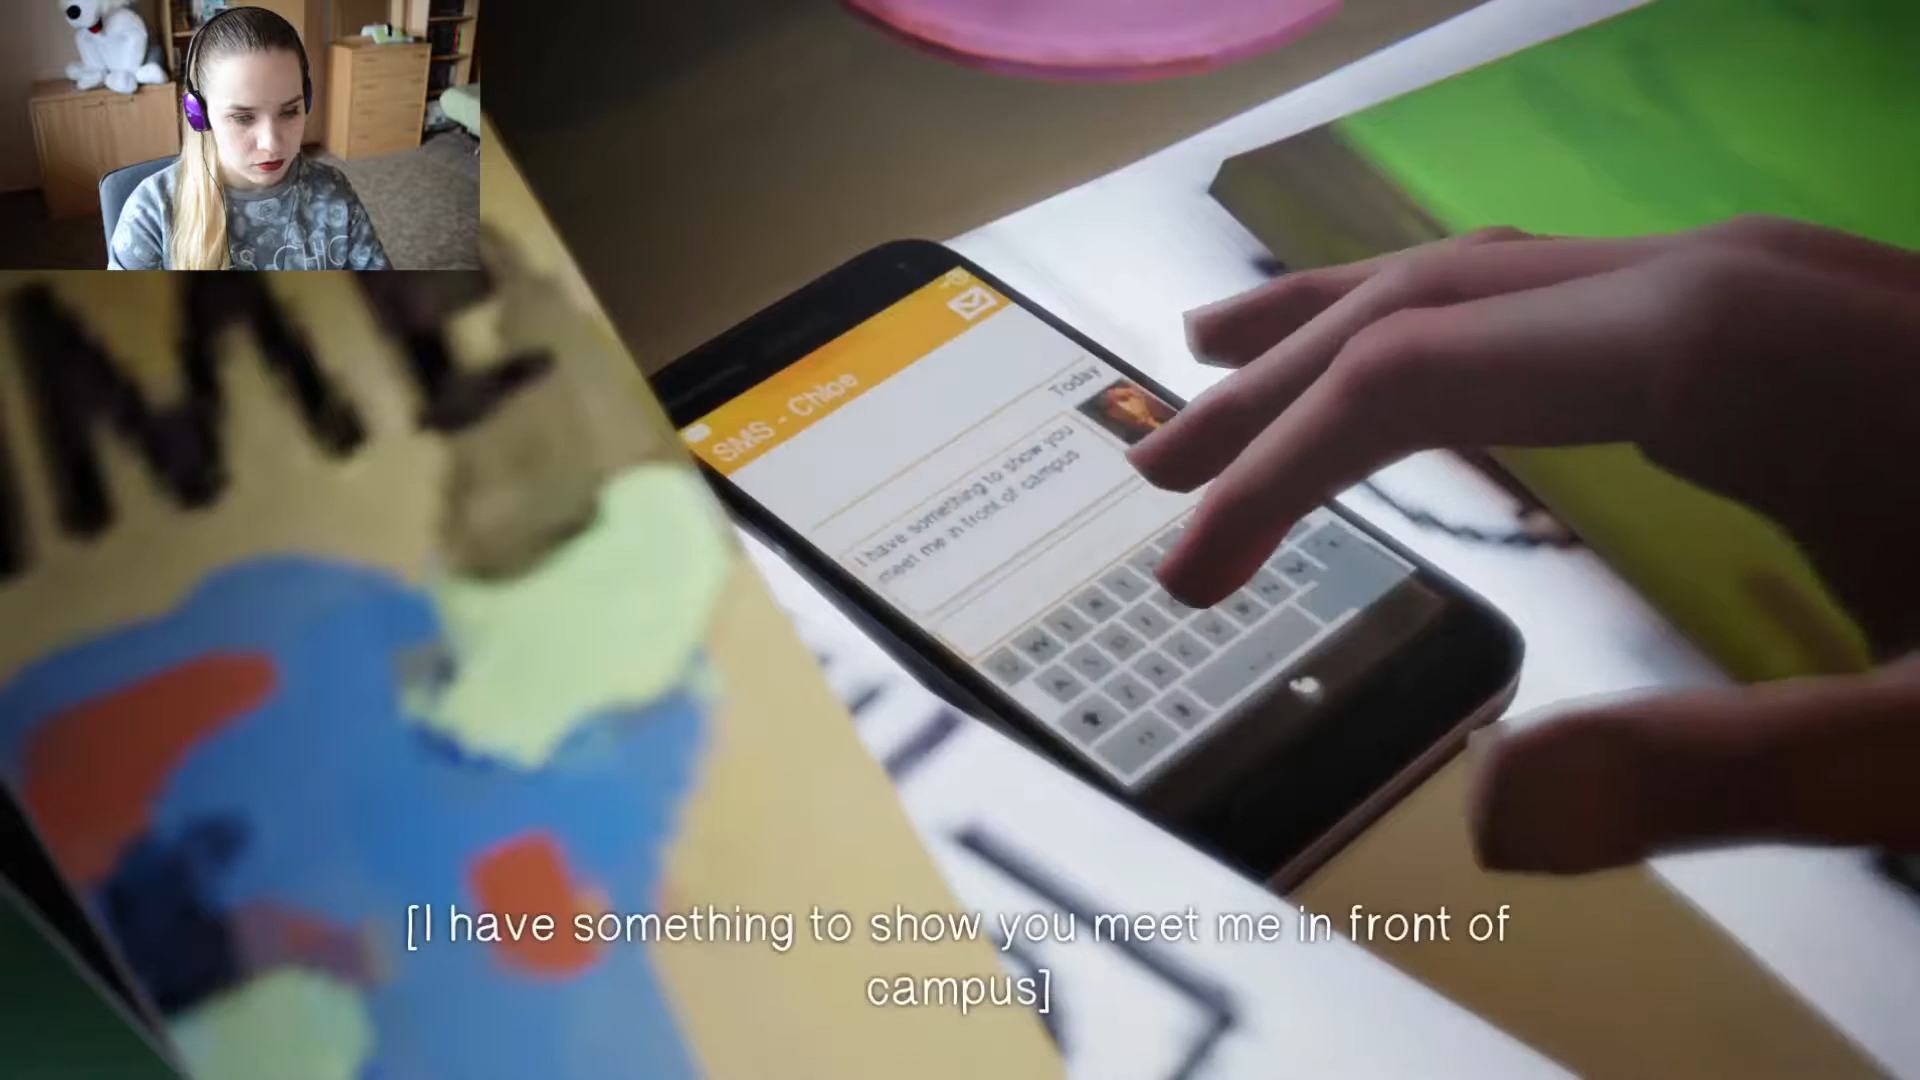 SMS - Chloe
Today
I have something to show you
meet me in front of campus
[I have something to show you meet me in front of
campus]